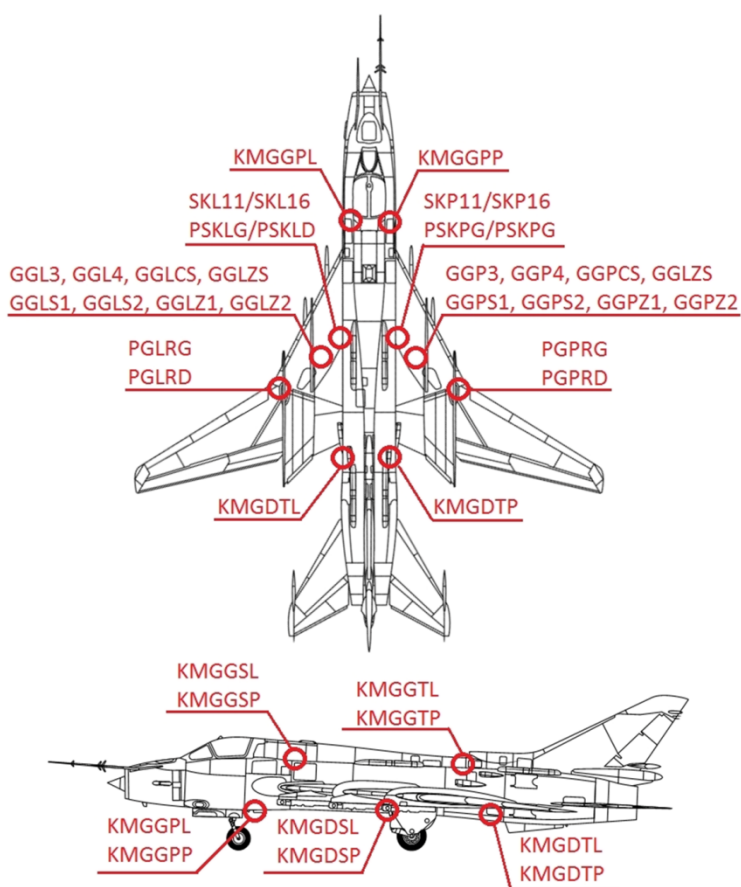 KMGGPL
KMGGPP
SKL11/SKL16
PSKLG/PSKLD
SKP11/SKP16
PSKPG/PSKPG
GGL3, GGL4, GGLCS, GGLZS
GGLS1, GGLS2, GGLZ1, GGLZ2
GGP3, GGP4, GGPCS, GGLZS
GGPS1, GGPS2, GGPZ1, GGPZ2
PGLRG
PGLRD
PGPRG
PGPRD
KMGDTL
KMGDTP
KMGGSL
KMGGSP
KMGGTL
KMGGTP
KMGGPL
KMGGPP
KMGDSL
KMGDSP
KMGDTL
KMGDTP